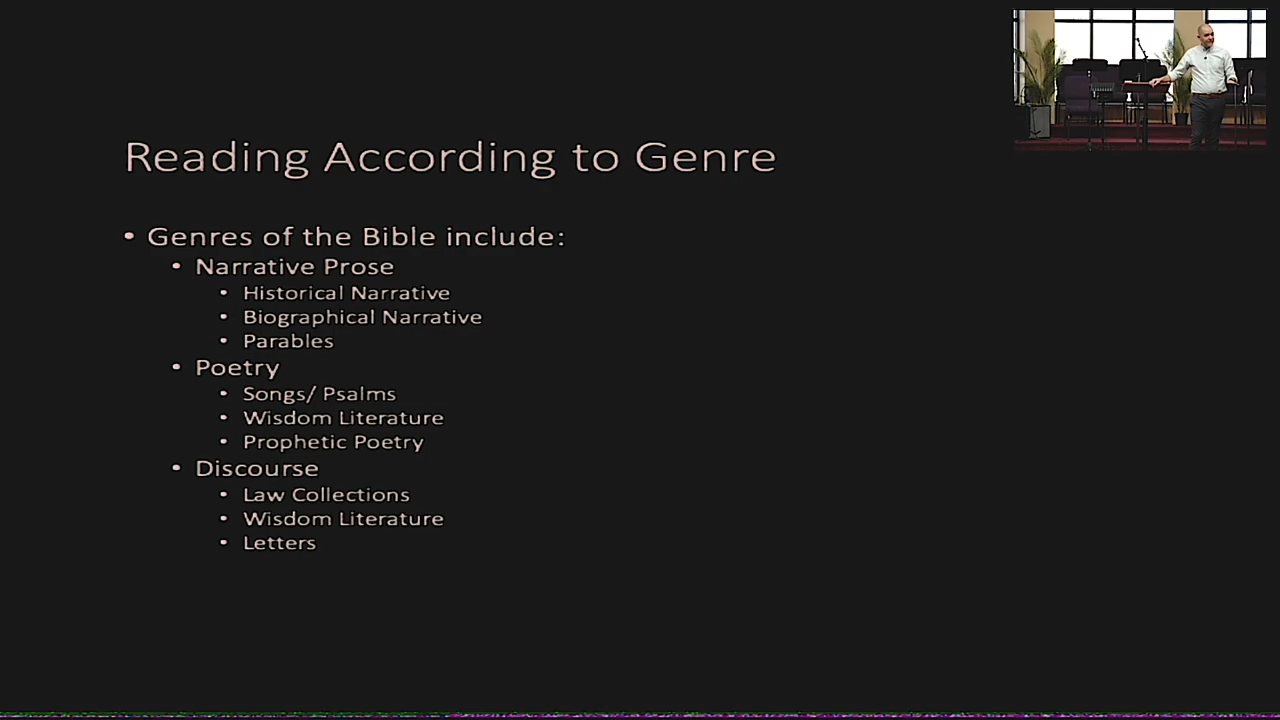 Reading According to Genre
• Genres of the Bible include:
• Narrative Prose
• Historical Narrative
• Biographical Narrative
• Parables
• Poetry
• Songs/ Psalms
• Wisdom Literature
• Prophetic Poetry
• Discourse
• Law Collections
• Wisdom Literature
• Letters